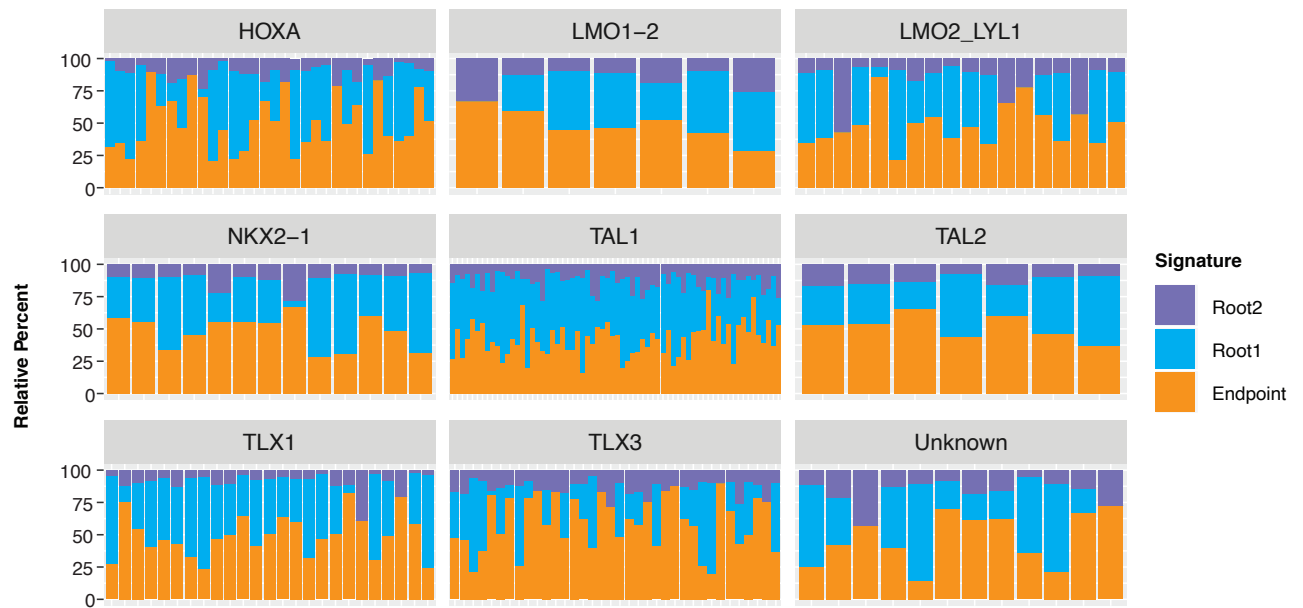 HOXA LMO1−2 LMO2_LYL1
100
75
50
25
0
NKX2−1 TAL1 TAL2
100
75
50
25
0
TLX1 TLX3 Unknown
100
75
50
25
0
Relative Percent
Signature
Root2
Root1
Endpoint